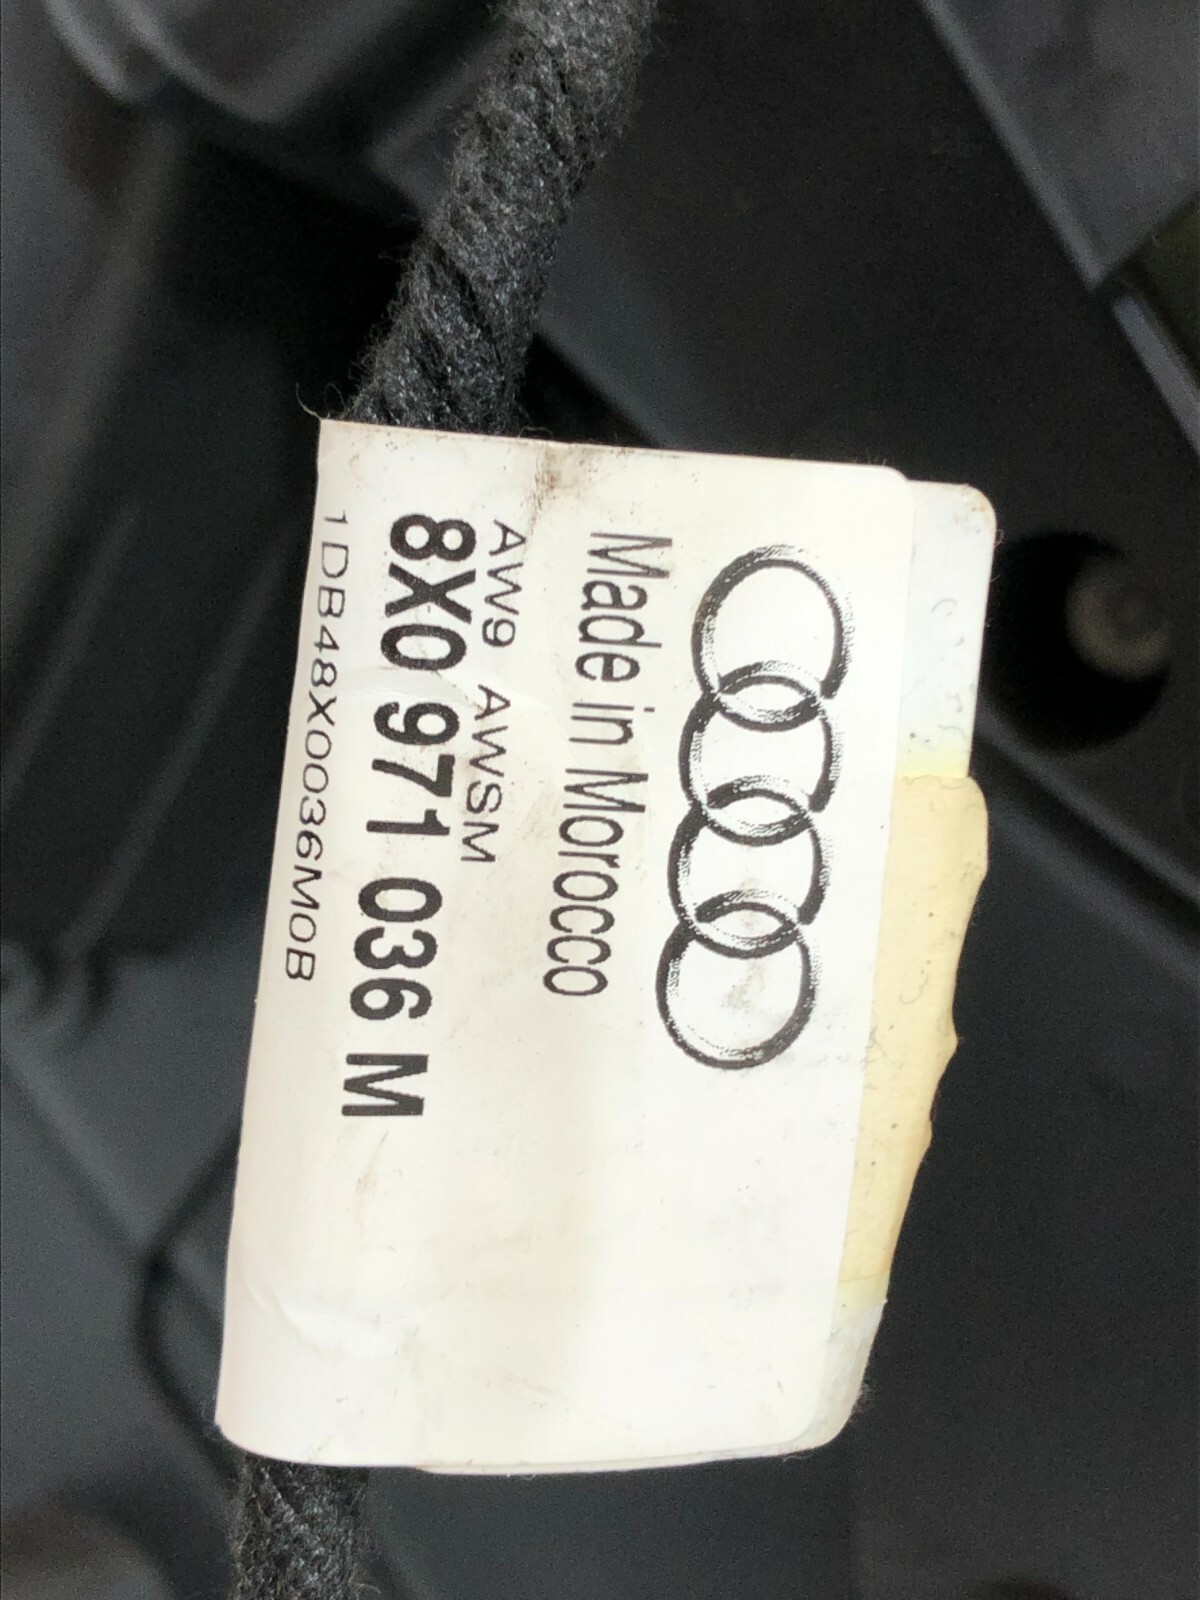 Made in Morocco
AW9 AWSM
8X0 971 036 M
1DB48X0036M0B